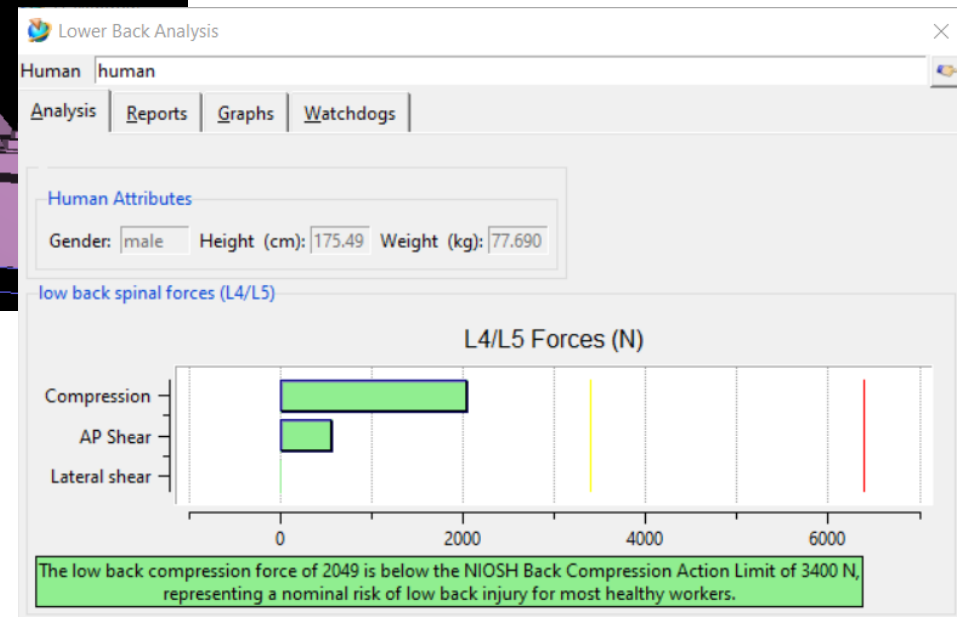 Lower Back Analysis
Human human
Analysis Reports Graphs Watchdogs
Human Attributes
Gender: male Height (cm): 175.49 Weight (kg): 77.690
low back spinal forces (L4/L5)
L4/L5 Forces (N)
Compression
AP Shear
Lateral shear
0 2000 4000 6000
The low back compression force of 2049 is below the NIOSH Back Compression Action Limit of 3400 N,
representing a nominal risk of low back injury for most healthy workers.